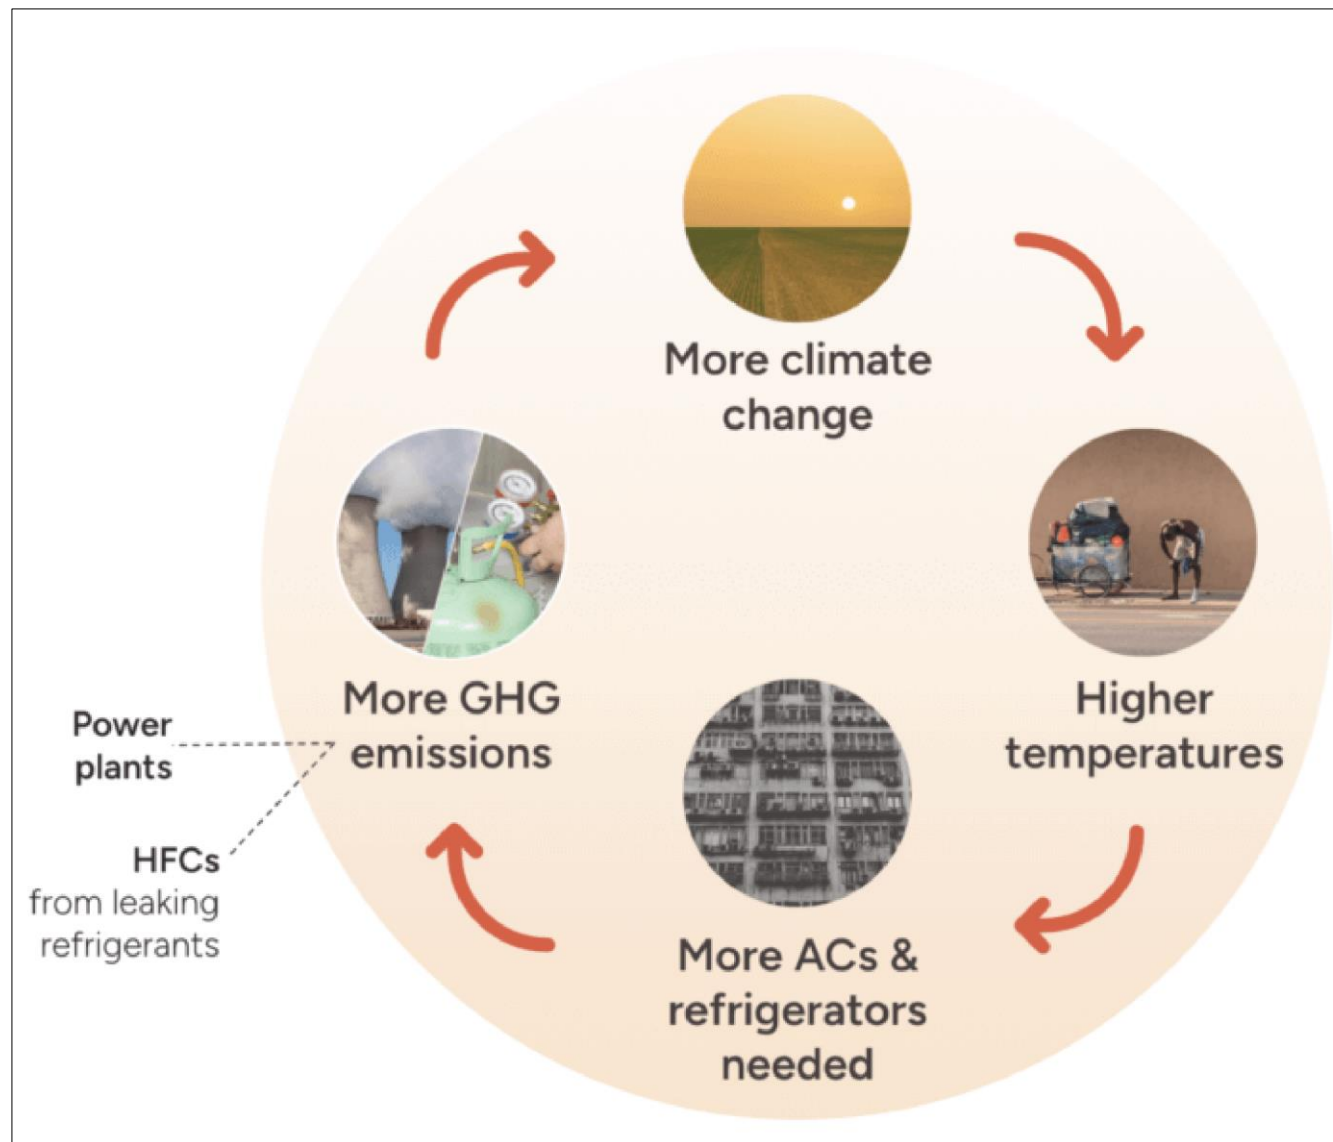 More climate
change
Higher
temperatures
More ACs &
refrigerators
needed
More GHG
emissions
Power
plants
HFCs
from leaking
refrigerants